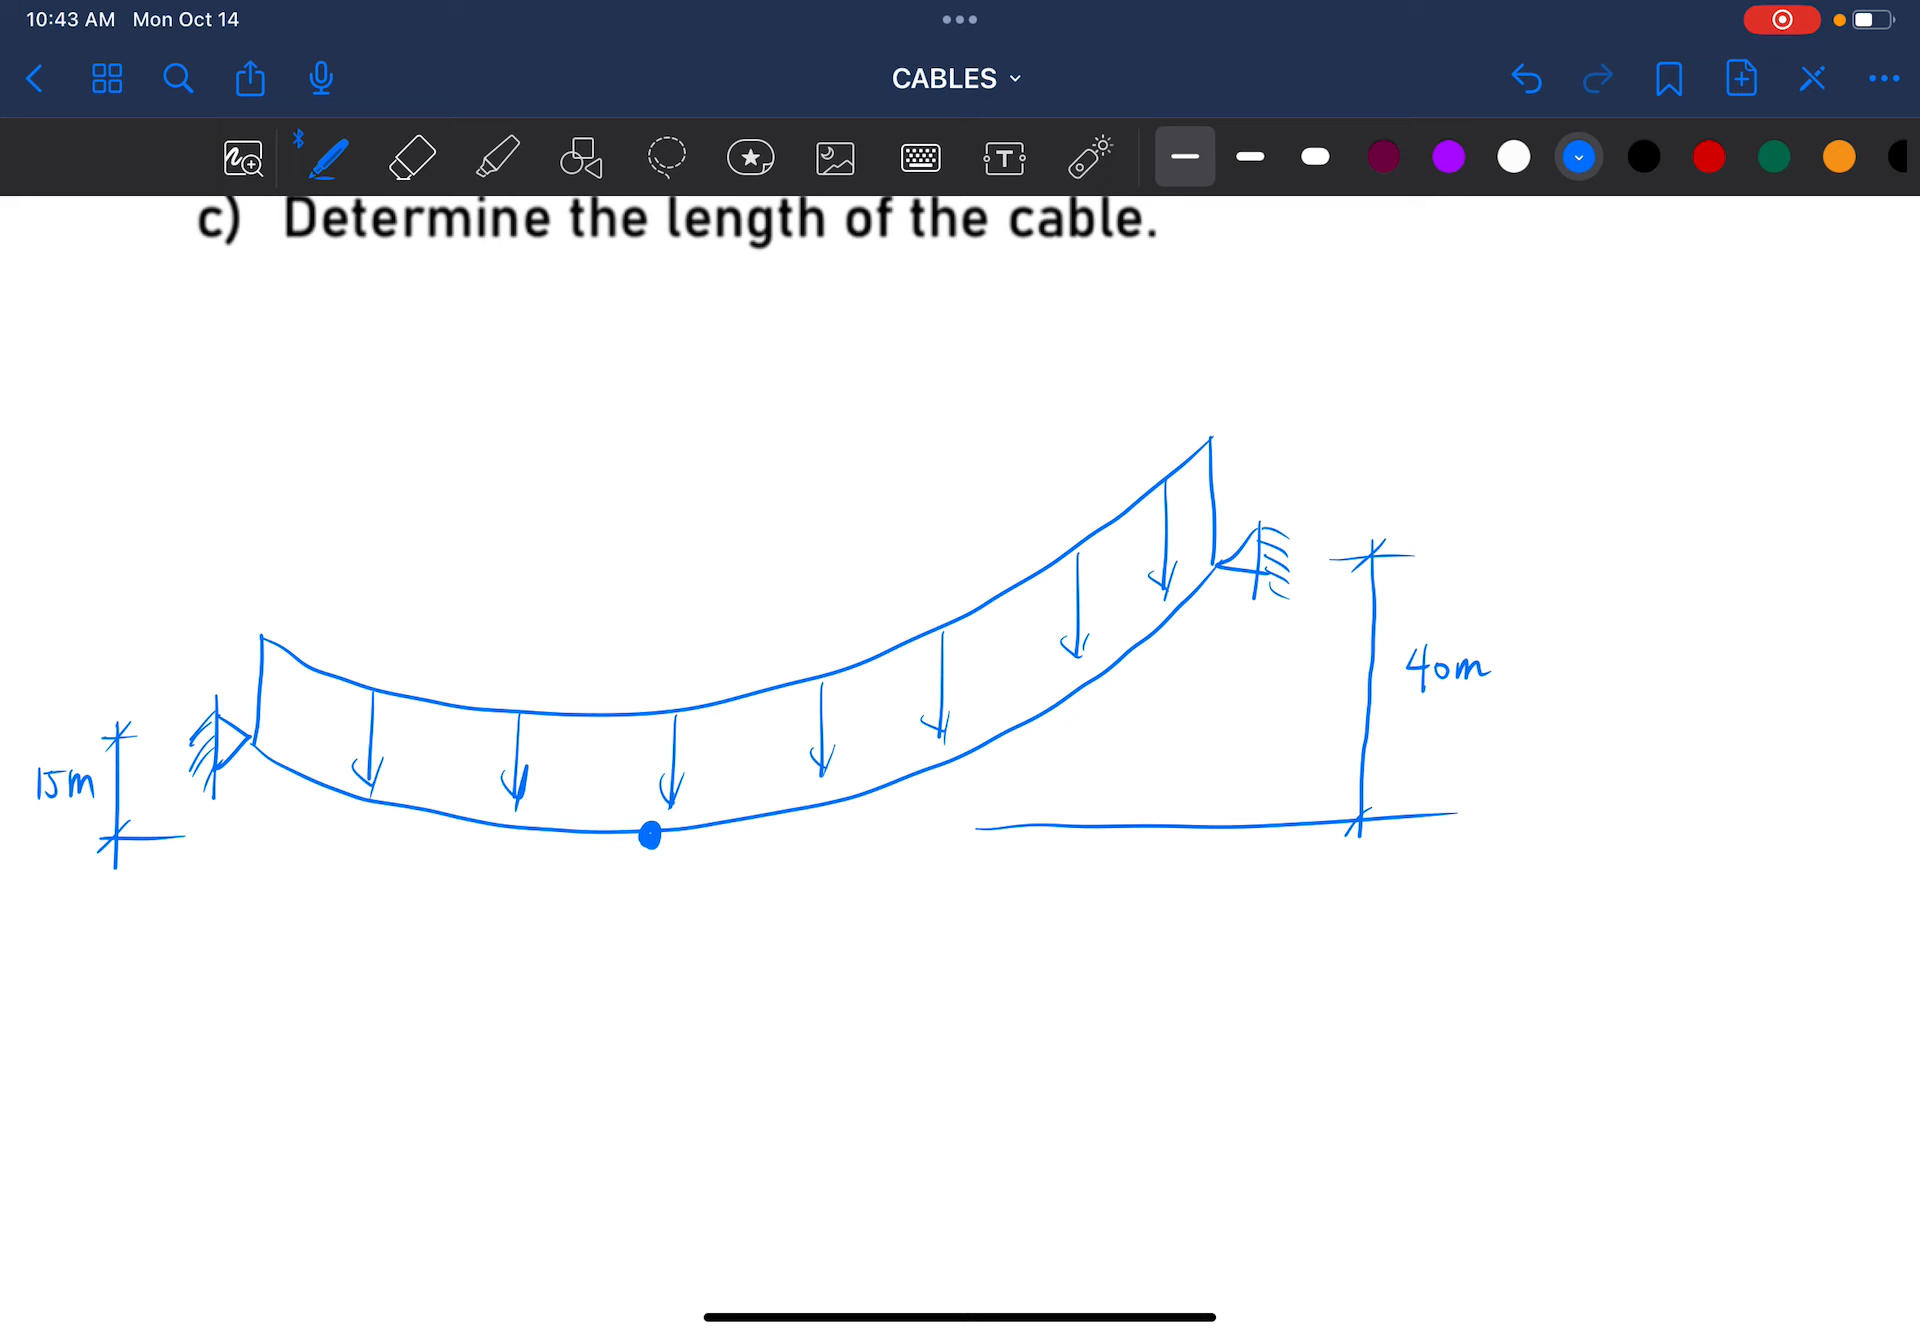 10:43 AM Mon Oct 14
CABLES
T
c) Determine the length of the cable.
40m
15m